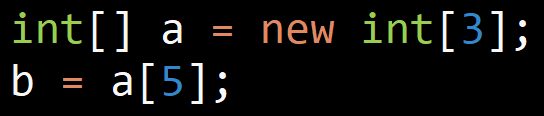 int[] a = new int[3];
b = a[5];